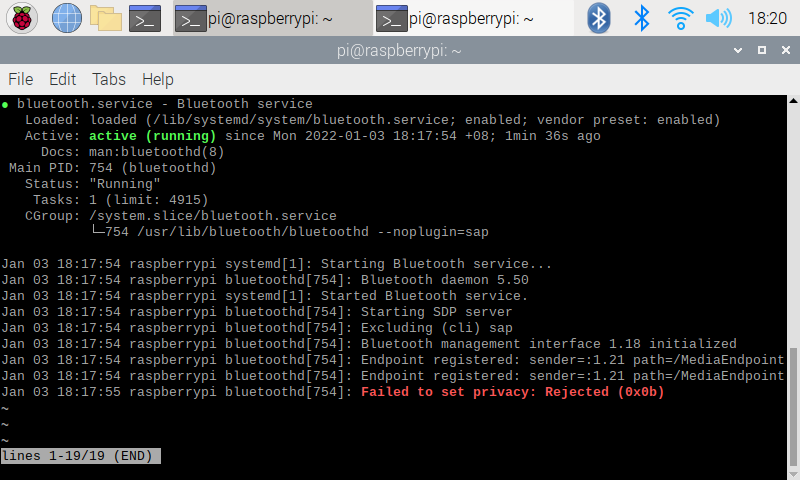 pi@raspberrypi: ~ pi@raspberrypi: ~ 18:20
pi@raspberrypi: ~
File Edit Tabs Help
● bluetooth.service - Bluetooth service
Loaded: loaded (/lib/systemd/system/bluetooth.service; enabled; vendor preset: enabled)
Active: active (running) since Mon 2022-01-03 18:17:54 +08; 1min 36s ago
Docs: man:bluetoothd(8)
Main PID: 754 (bluetoothd)
Status: "Running"
Tasks: 1 (limit: 4915)
CGroup: /system.slice/bluetooth.service
└─754 /usr/lib/bluetooth/bluetoothd --noplugin=sap
Jan 03 18:17:54 raspberrypi systemd[1]: Starting Bluetooth service...
Jan 03 18:17:54 raspberrypi bluetoothd[754]: Bluetooth daemon 5.50
Jan 03 18:17:54 raspberrypi systemd[1]: Started Bluetooth service.
Jan 03 18:17:54 raspberrypi bluetoothd[754]: Starting SDP server
Jan 03 18:17:54 raspberrypi bluetoothd[754]: Excluding (cli) sap
Jan 03 18:17:54 raspberrypi bluetoothd[754]: Bluetooth management interface 1.18 initialized
Jan 03 18:17:54 raspberrypi bluetoothd[754]: Endpoint registered: sender=:1.21 path=/MediaEndpoint
Jan 03 18:17:54 raspberrypi bluetoothd[754]: Endpoint registered: sender=:1.21 path=/MediaEndpoint
Jan 03 18:17:55 raspberrypi bluetoothd[754]: Failed to set privacy: Rejected (0x0b)
~
~
~
lines 1-19/19 (END)